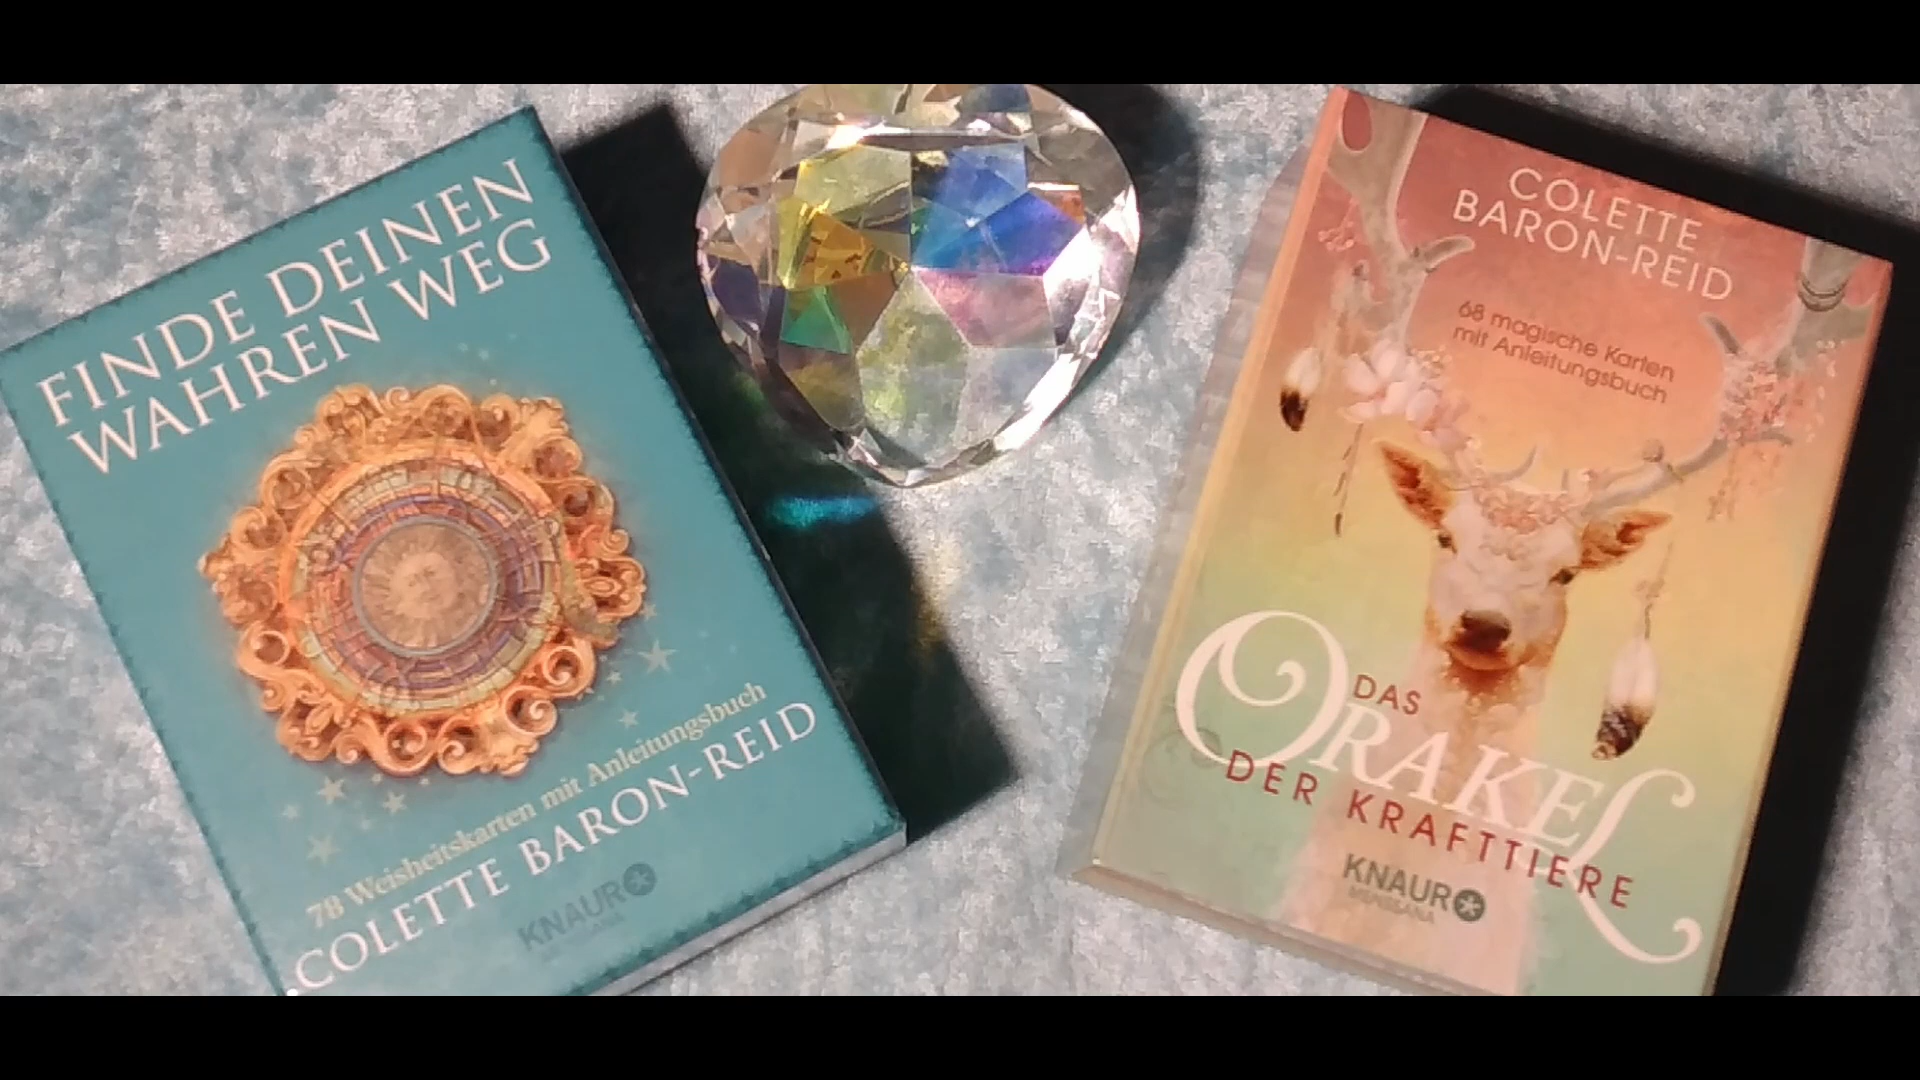 FINDE DEINEN
WAHREN WEG
78 Weisheitskarten mit Anleitungsbuch
COLETTE BARON-REID
KNAUR
COLETTE
BARON-REID
68 magische Karten
mit Anleitungsbuch
DAS
ORAKEL
DER KRAFTTIERE
KNAUR
MENSSANA